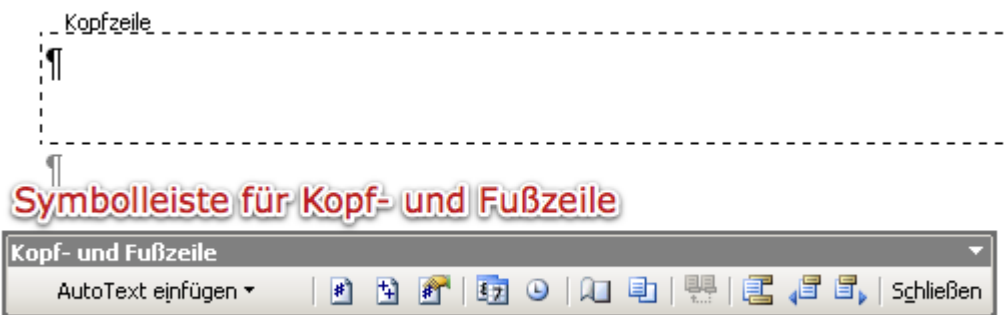 Kopfzeile
¶
¶
Symbolleiste für Kopf- und Fußzeile
Kopf- und Fußzeile
AutoText einfügen Schließen